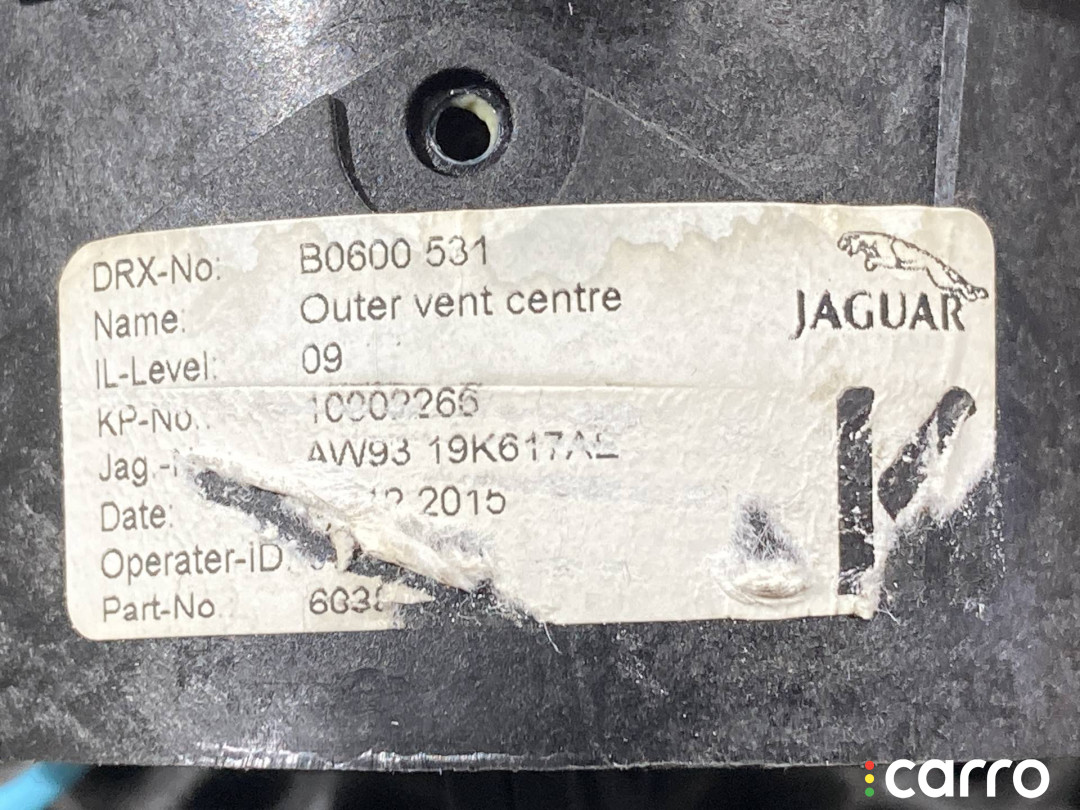 DRX-No: B0600 531
JAGUAR
Name: Outer vent centre
IL-Level: 09
KP-No.:
Jag.- AW93 19K617AE
Date: 2015
Operater-ID:
Part-No.
carro